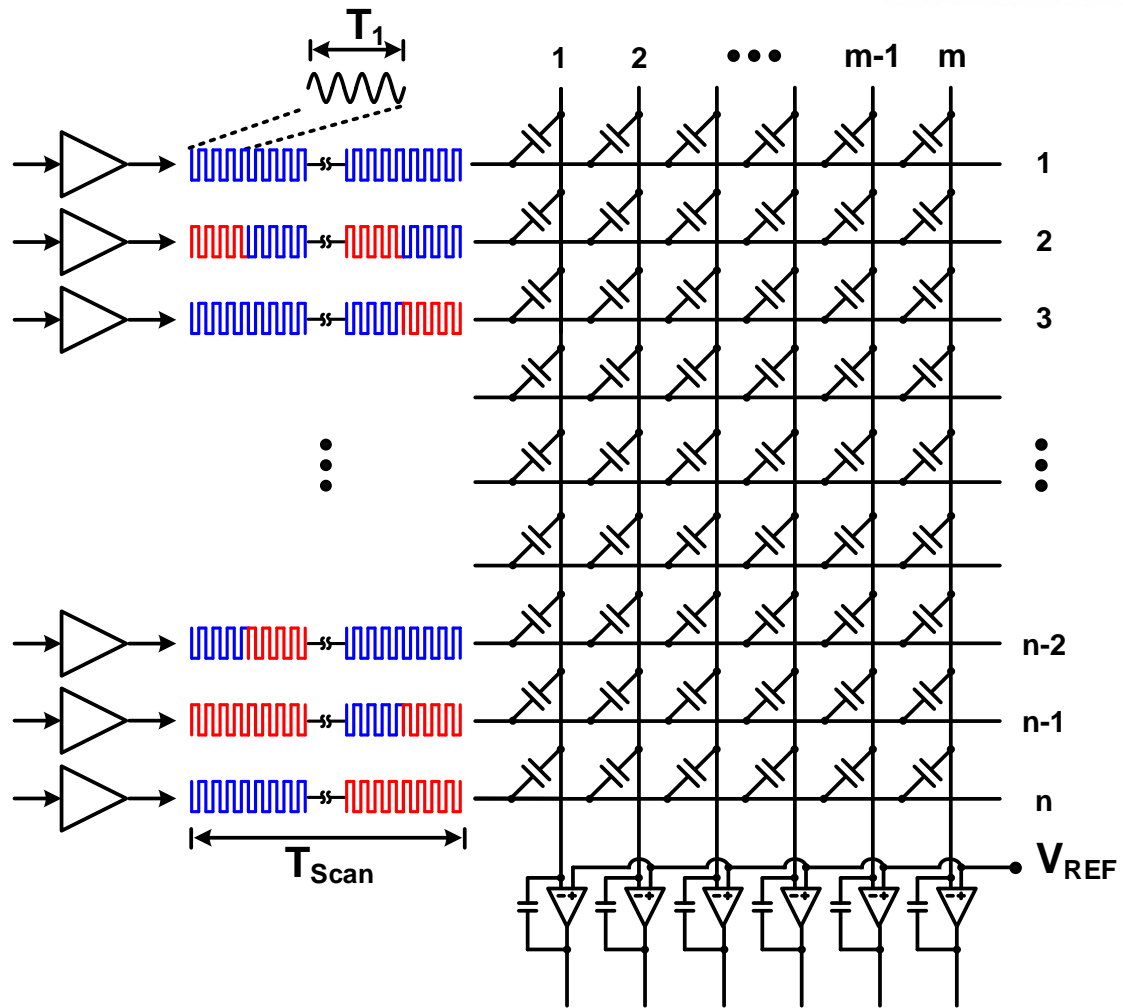 T1
1 2 ••• m-1 m
1
2
3
n-2
n-1
n
TScan
VREF
- + - + - + - + - + - +